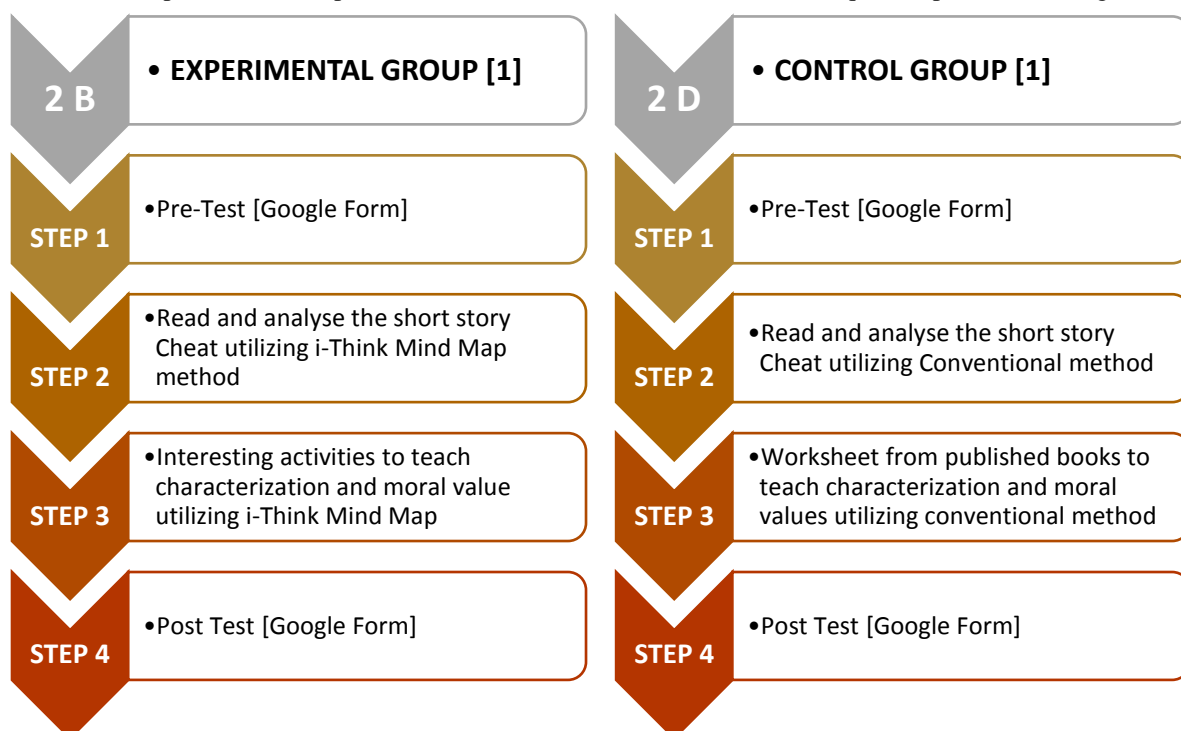 2 B
• EXPERIMENTAL GROUP [1]
STEP 1
•Pre-Test [Google Form]
STEP 2
•Read and analyse the short story
Cheat utilizing i-Think Mind Map
method
STEP 3
•Interesting activities to teach
characterization and moral value
utilizing i-Think Mind Map
STEP 4
•Post Test [Google Form]
2 D
• CONTROL GROUP [1]
STEP 1
•Pre-Test [Google Form]
STEP 2
•Read and analyse the short story
Cheat utilizing Conventional method
STEP 3
•Worksheet from published books to
teach characterization and moral
values utilizing conventional method
STEP 4
•Post Test [Google Form]